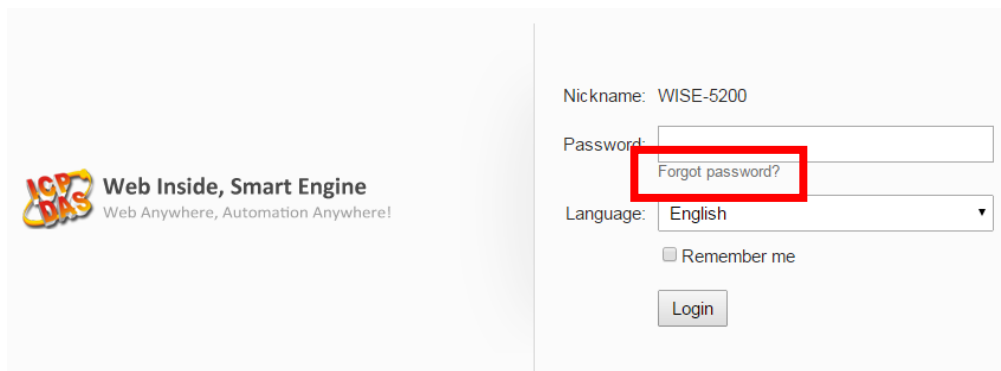 ICP
DAS
Web Inside, Smart Engine
Web Anywhere, Automation Anywhere!
Nickname: WISE-5200
Password:
Forgot password?
Language: English
Remember me
Login